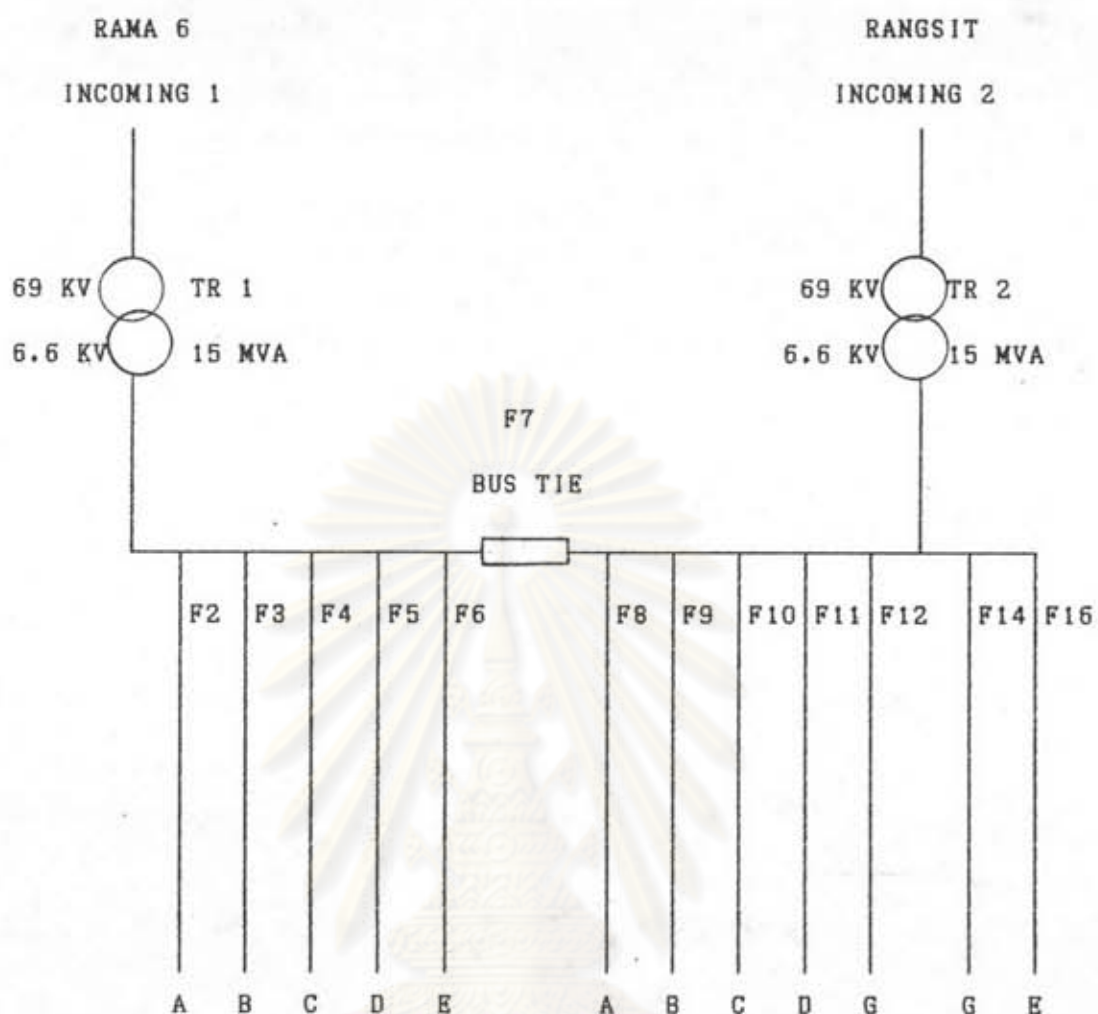 RAMA 6
RANGSIT
INCOMING 1
INCOMING 2
69 KV TR 1
69 KV TR 2
6.6 KV 15 MVA
6.6 KV 15 MVA
F7
BUS TIE
F2 F3 F4 F5 F6 F8 F9 F10 F11 F12 F14 F16
A B C D E A B C D G G E